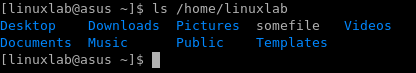 [linuxlab@asus ~]$ ls /home/linuxlab
Desktop    Downloads  Pictures  somefile   Videos
Documents  Music      Public    Templates
[linuxlab@asus ~]$